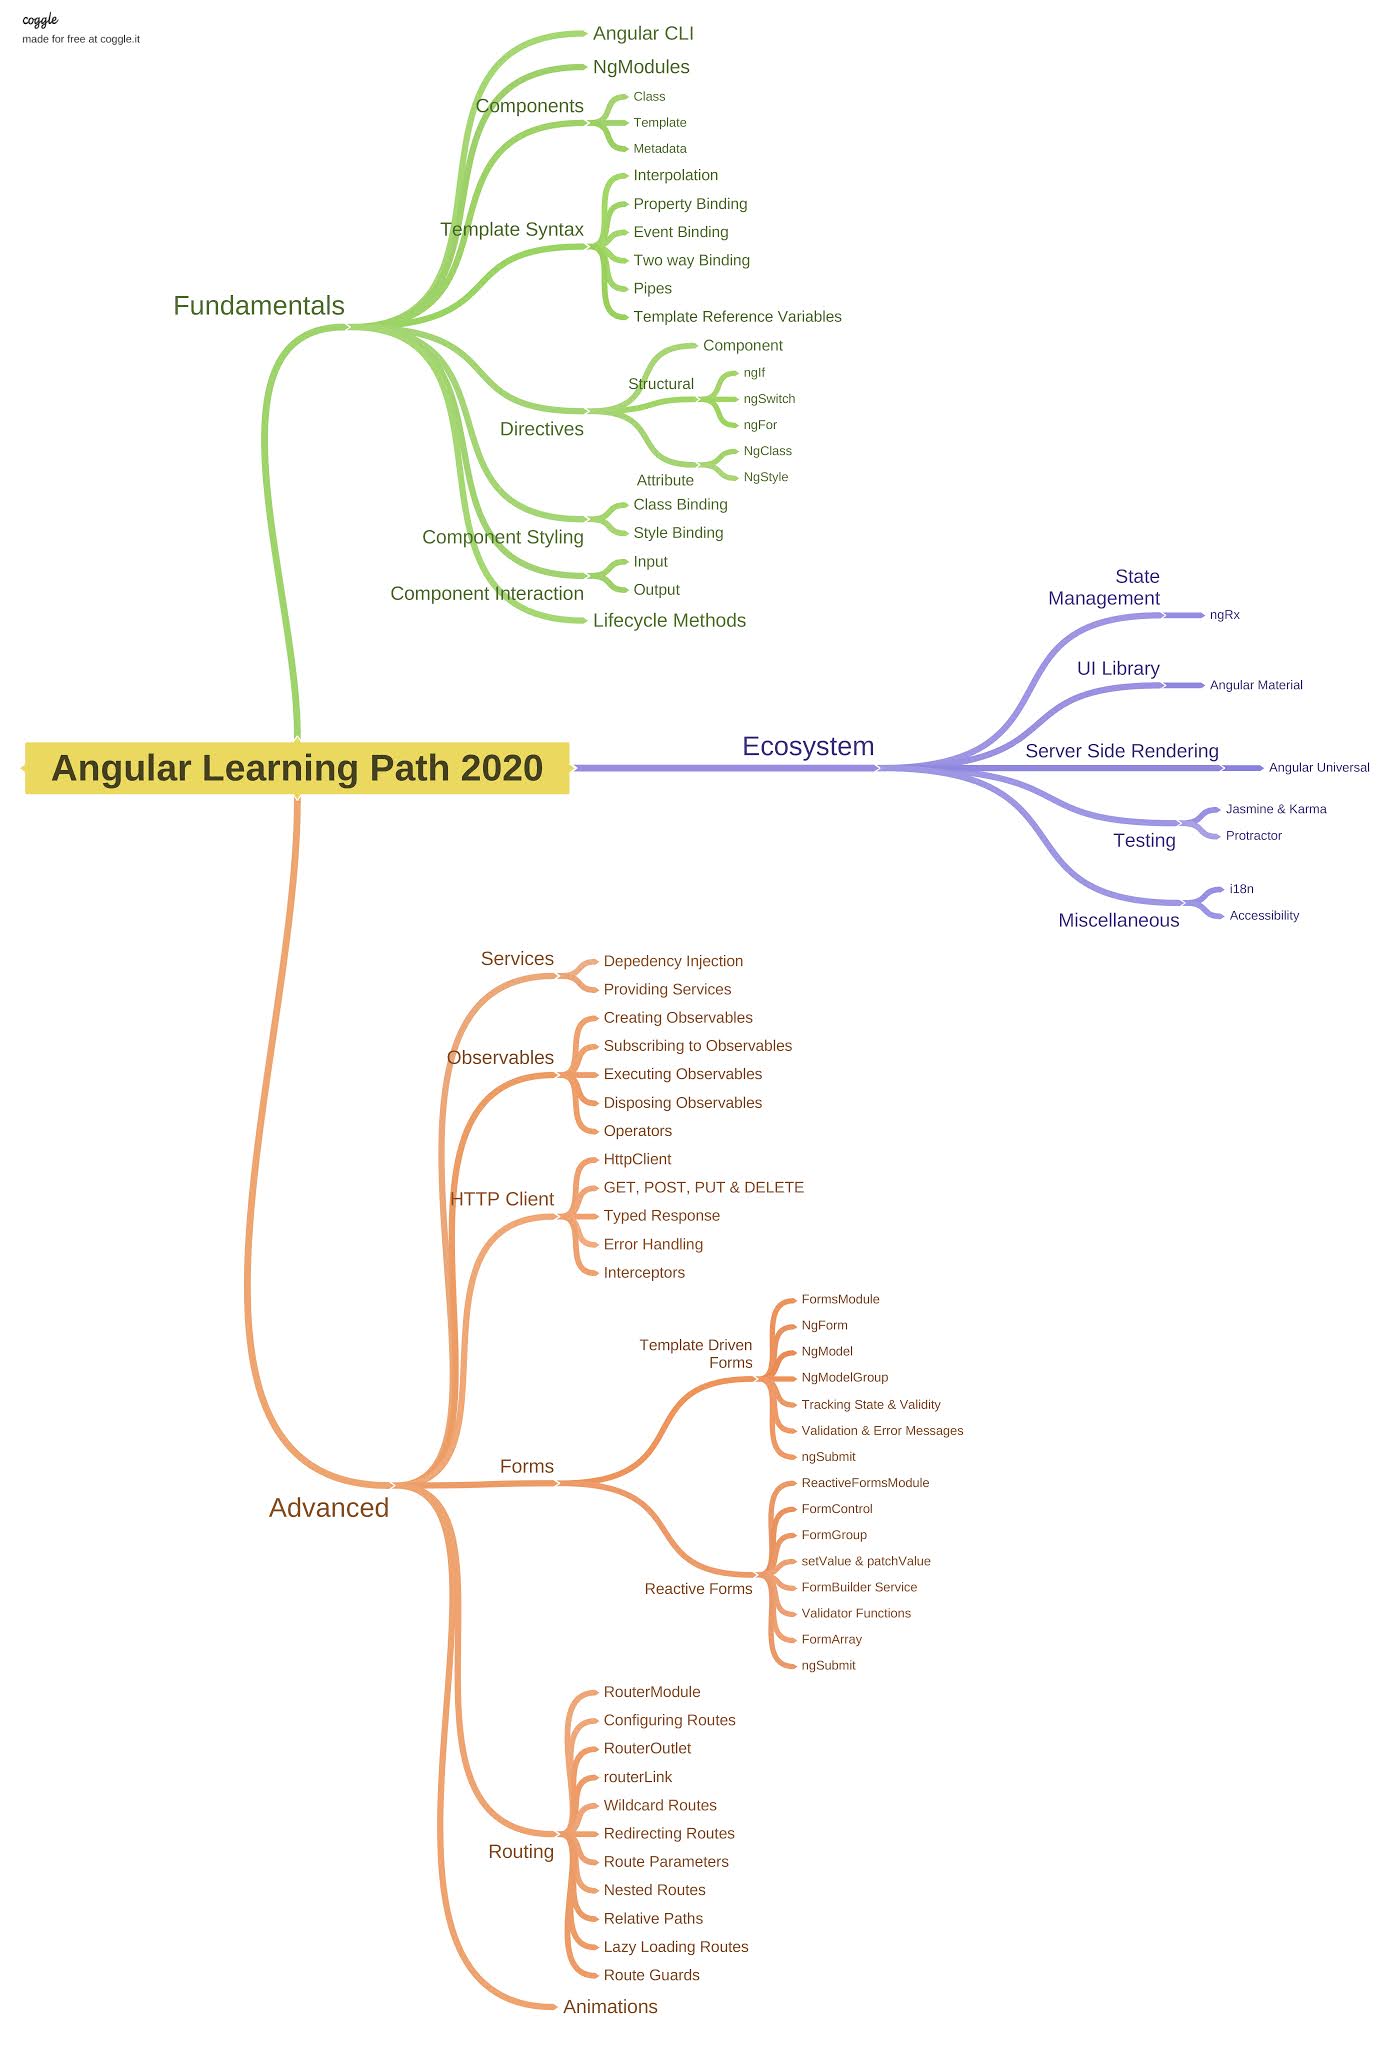 coggle
made for free at coggle.it
Angular CLI
NgModules
Components
Class
Template
Metadata
Template Syntax
Interpolation
Property Binding
Event Binding
Two way Binding
Pipes
Template Reference Variables
Fundamentals
Directives
Component
Structural
ngIf
ngSwitch
ngFor
Attribute
NgClass
NgStyle
Component Styling
Class Binding
Style Binding
Component Interaction
Input
Output
Lifecycle Methods
Angular Learning Path 2020
Ecosystem
State
Management
ngRx
UI Library
Angular Material
Server Side Rendering
Angular Universal
Testing
Jasmine & Karma
Protractor
Miscellaneous
i18n
Accessibility
Services
Depedency Injection
Providing Services
Observables
Creating Observables
Subscribing to Observables
Executing Observables
Disposing Observables
Operators
HTTP Client
HttpClient
GET, POST, PUT & DELETE
Typed Response
Error Handling
Interceptors
Advanced
Forms
Template Driven
Forms
FormsModule
NgForm
NgModel
NgModelGroup
Tracking State & Validity
Validation & Error Messages
ngSubmit
Reactive Forms
ReactiveFormsModule
FormControl
FormGroup
setValue & patchValue
FormBuilder Service
Validator Functions
FormArray
ngSubmit
Routing
RouterModule
Configuring Routes
RouterOutlet
routerLink
Wildcard Routes
Redirecting Routes
Route Parameters
Nested Routes
Relative Paths
Lazy Loading Routes
Route Guards
Animations